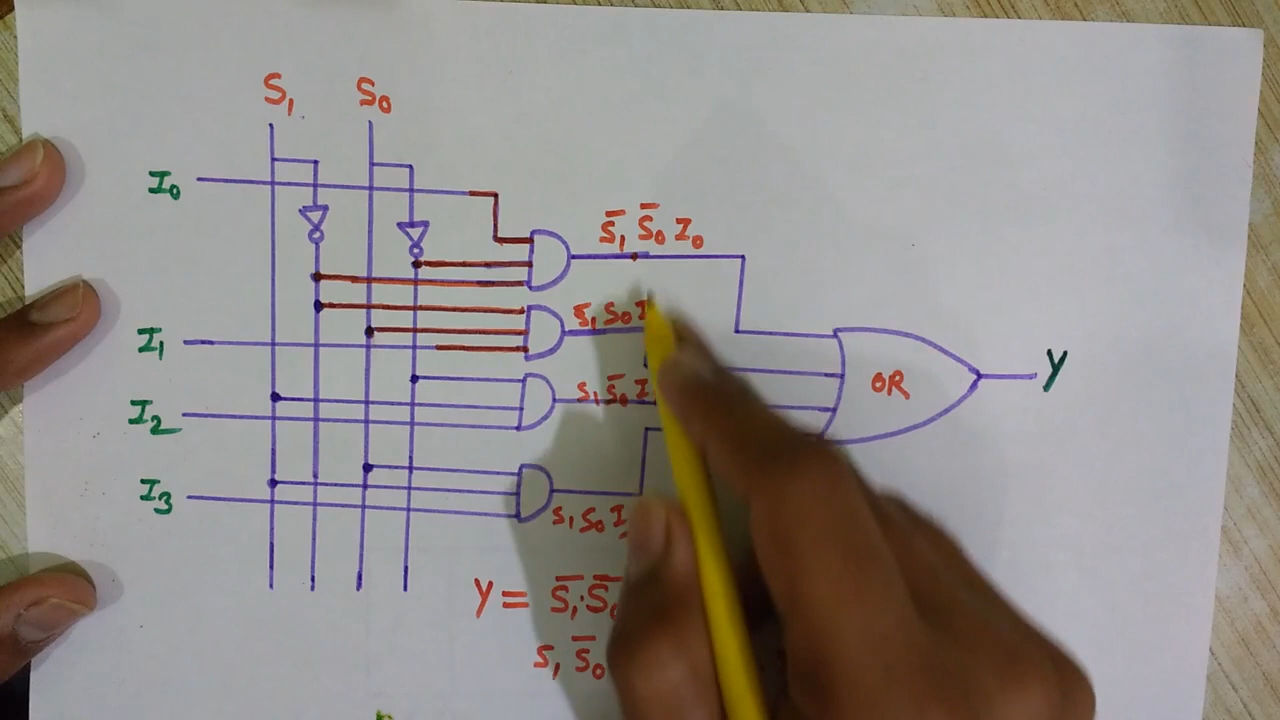 S₁ S₀
I₀
S̅₁ S̅₀ I₀
I₁
S̅₁ S₀ I
OR
Y
I₂
S₁ S̅₀ I
I₃
S₁ S₀ I
Y = S̅₁·S̅₀
S₁ S̅₀